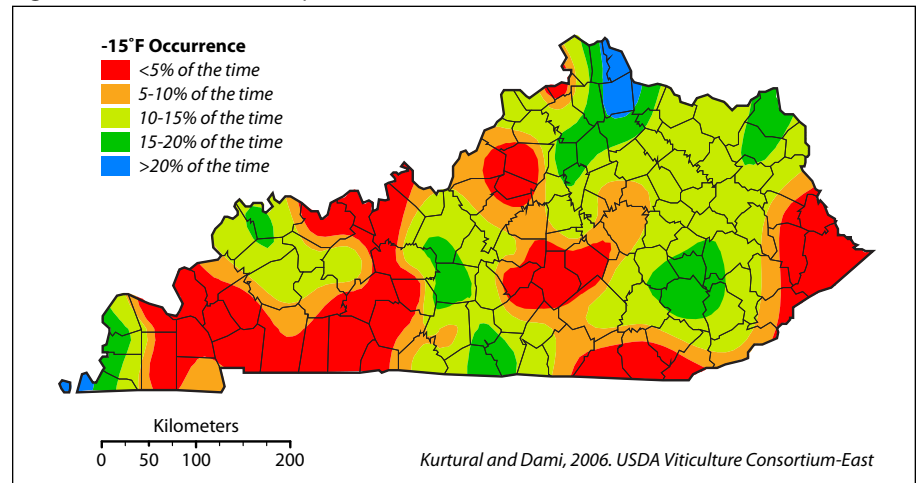 -15˚F Occurrence
<5% of the time
5-10% of the time
10-15% of the time
15-20% of the time
>20% of the time
Kilometers
0 50 100 200
Kurtural and Dami, 2006. USDA Viticulture Consortium-East